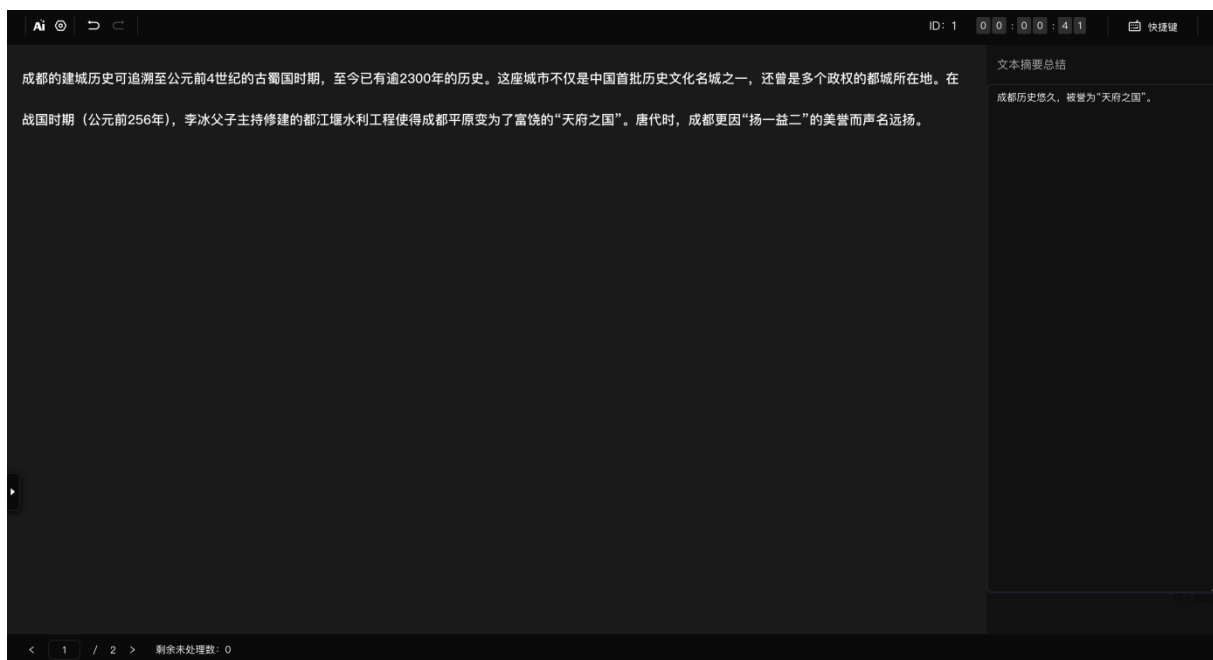 Ai
ID: 1 00:00:41 快捷键
文本摘要总结
成都的建城历史可追溯至公元前4世纪的古蜀国时期，至今已有逾2300年的历史。这座城市不仅是中国首批历史文化名城之一，还曾是多个政权的都城所在地。在
战国时期（公元前256年），李冰父子主持修建的都江堰水利工程使得成都平原变为了富饶的“天府之国”。唐代时，成都更因“扬一益二”的美誉而声名远扬。
成都历史悠久，被誉为“天府之国”。
< 1 / 2 > 剩余未处理数: 0